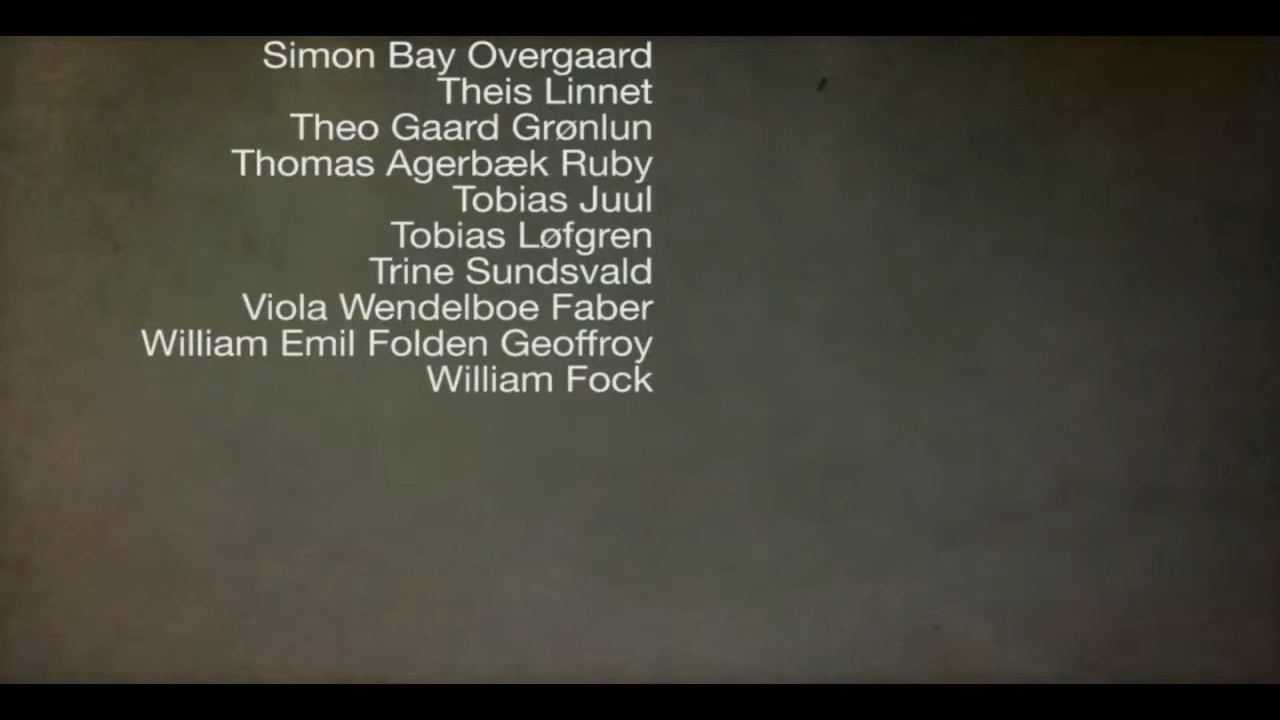 Simon Bay Overgaard
Theis Linnet
Theo Gaard Grønlun
Thomas Agerbæk Ruby
Tobias Juul
Tobias Løfgren
Trine Sundsvald
Viola Wendelboe Faber
William Emil Folden Geoffroy
William Fock